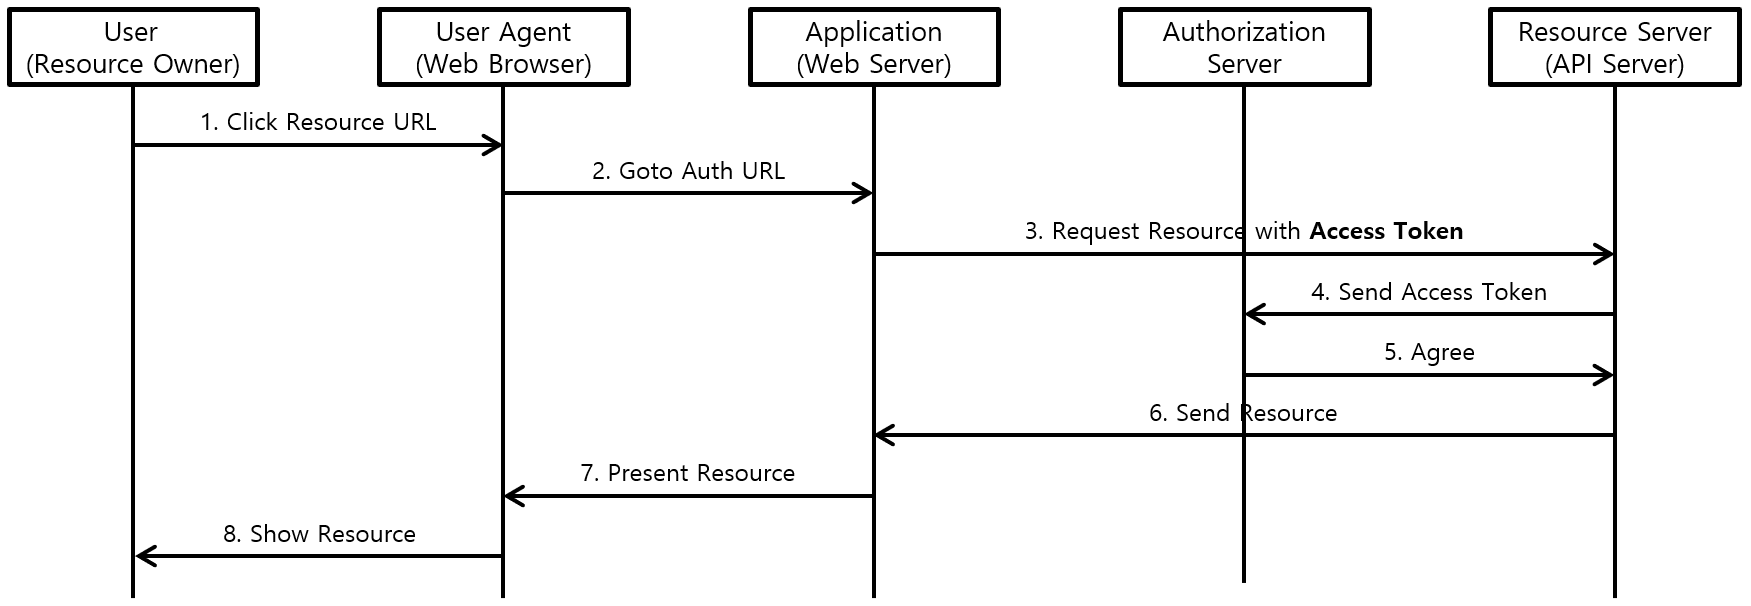 User
(Resource Owner)
User Agent
(Web Browser)
Application
(Web Server)
Authorization
Server
Resource Server
(API Server)
1. Click Resource URL
2. Goto Auth URL
3. Request Resource with Access Token
4. Send Access Token
5. Agree
6. Send Resource
7. Present Resource
8. Show Resource